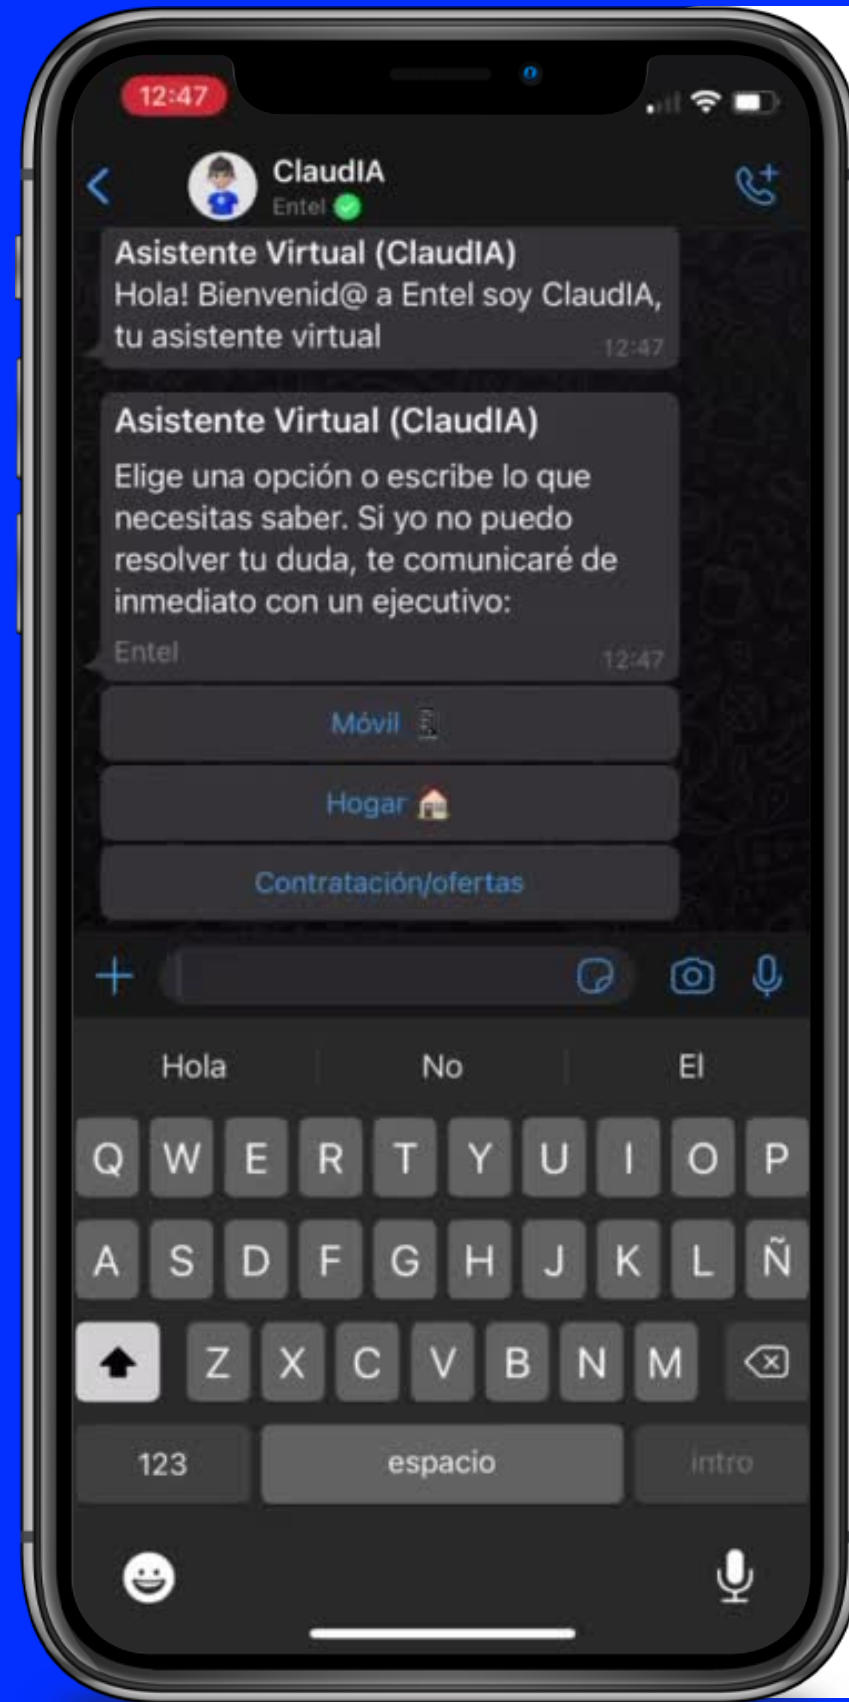 12:47
ClaudIA
Entel
Asistente Virtual (ClaudIA)
Hola! Bienvenid@ a Entel soy ClaudIA,
tu asistente virtual
12:47
Asistente Virtual (ClaudIA)
Elige una opción o escribe lo que
necesitas saber. Si yo no puedo
resolver tu duda, te comunicaré de
inmediato con un ejecutivo:
Entel
12:47
Móvil
Hogar
Contratación/ofertas
Hola No El
Q W E R T Y U I O P
A S D F G H J K L Ñ
Z X C V B N M
123 espacio intro